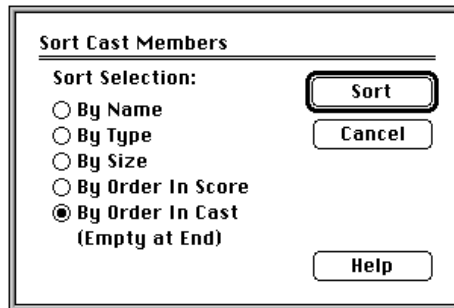 Sort Cast Members
Sort Selection:
By Name
By Type
By Size
By Order In Score
By Order In Cast
(Empty at End)
Sort
Cancel
Help